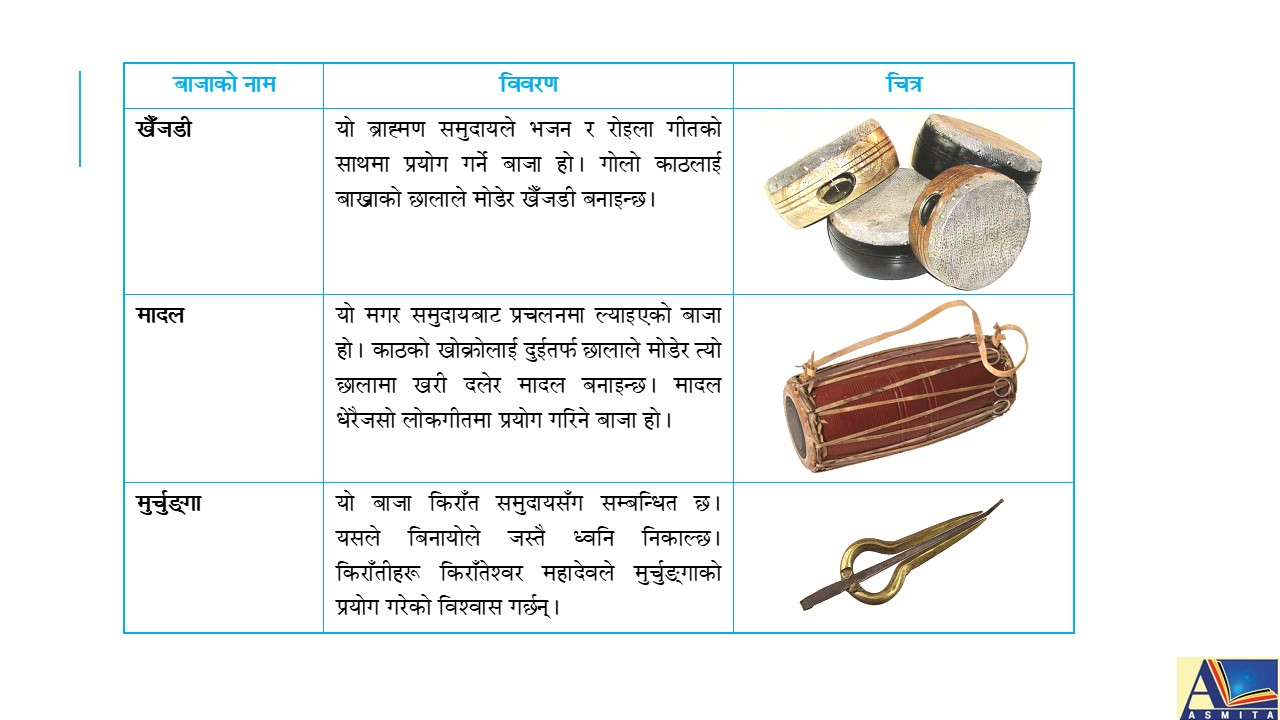 बाजाको नाम
विवरण
चित्र
खैँजडी
यो ब्राह्मण समुदायले भजन र रोइला गीतको
साथमा प्रयोग गर्ने बाजा हो। गोलो काठलाई
बाख्राको छालाले मोडेर खैँजडी बनाइन्छ।
मादल
यो मगर समुदायबाट प्रचलनमा ल्याइएको बाजा
हो। काठको खोक्रोलाई दुईतर्फ छालाले मोडेर त्यो
छालामा खरी दलेर मादल बनाइन्छ। मादल
धेरैजसो लोकगीतमा प्रयोग गरिने बाजा हो।
मुर्चुङ्गा
यो बाजा किराँत समुदायसँग सम्बन्धित छ।
यसले बिनायोले जस्तै ध्वनि निकाल्छ।
किराँतीहरू किराँतेश्वर महादेवले मुर्चुङ्गाको
प्रयोग गरेको विश्वास गर्छन्।
ASMITA